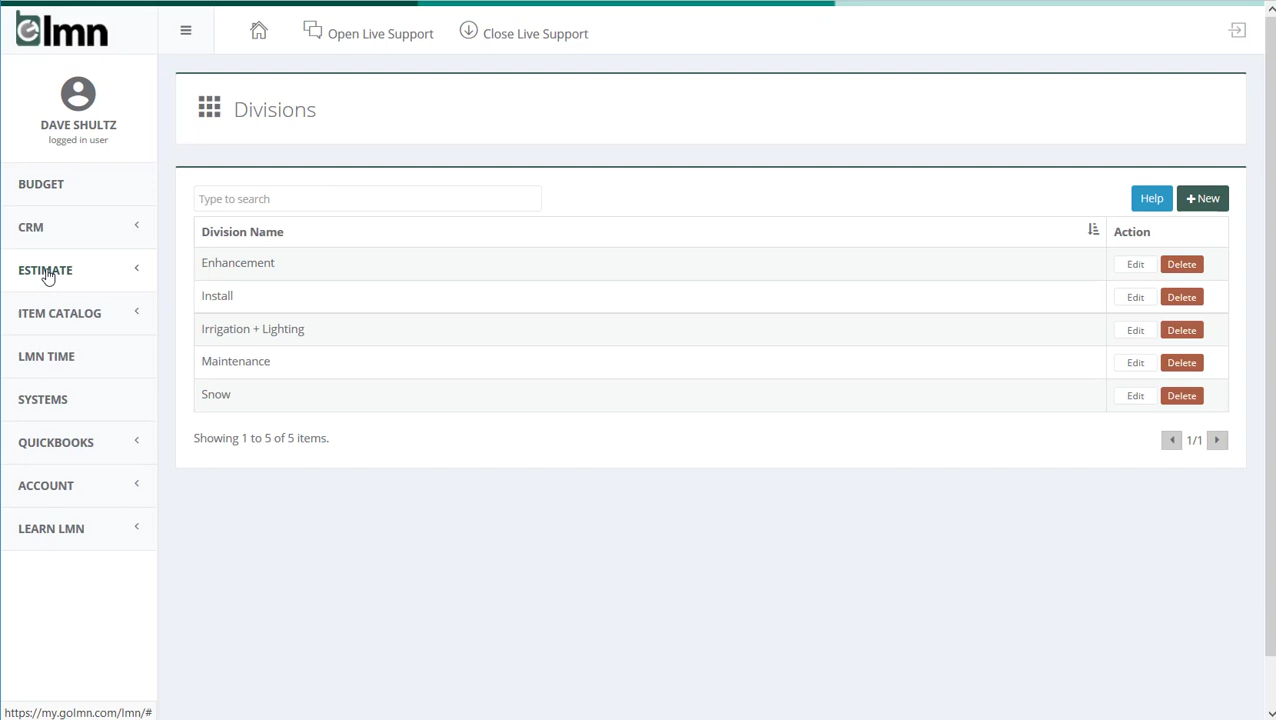 lmn
Open Live Support
Close Live Support
DAVE SHULTZ
logged in user
BUDGET
CRM
ESTIMATE
ITEM CATALOG
LMN TIME
SYSTEMS
QUICKBOOKS
ACCOUNT
LEARN LMN
Divisions
Type to search
Help
+ New
Division Name Action
Enhancement Edit Delete
Install Edit Delete
Irrigation + Lighting Edit Delete
Maintenance Edit Delete
Snow Edit Delete
Showing 1 to 5 of 5 items. 1/1
https://my.golmn.com/lmn/#